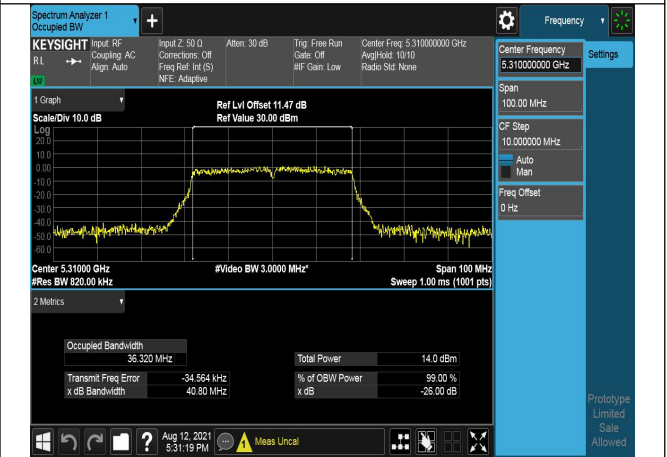 Spectrum Analyzer 1
Occupied BW
+
Frequency
KEYSIGHT
RL
Input: RF
Coupling: AC
Align: Auto
Input Z: 50 Ω
Corrections: Off
Freq Ref: Int (S)
NFE: Adaptive
Atten: 30 dB
Trig: Free Run
Gate: Off
#IF Gain: Low
Center Freq: 5.310000000 GHz
Avg|Hold: 10/10
Radio Std: None
Center Frequency
5.310000000 GHz
Settings
Span
100.00 MHz
CF Step
10.000000 MHz
Auto
Man
Freq Offset
0 Hz
1 Graph
Scale/Div 10.0 dB
Ref Lvl Offset 11.47 dB
Ref Value 30.00 dBm
Log
20.0
10.0
0.00
-10.0
-20.0
-30.0
-40.0
-50.0
-60.0
Center 5.31000 GHz
#Res BW 820.00 kHz
#Video BW 3.0000 MHz*
Span 100 MHz
Sweep 1.00 ms (1001 pts)
2 Metrics
Occupied Bandwidth
36.320 MHz
Total Power 14.0 dBm
Transmit Freq Error -34.564 kHz
% of OBW Power 99.00 %
x dB Bandwidth 40.80 MHz
x dB -26.00 dB
Prototype
Limited
Sale
Allowed
?
Aug 12, 2021
5:31:19 PM
Meas Uncal